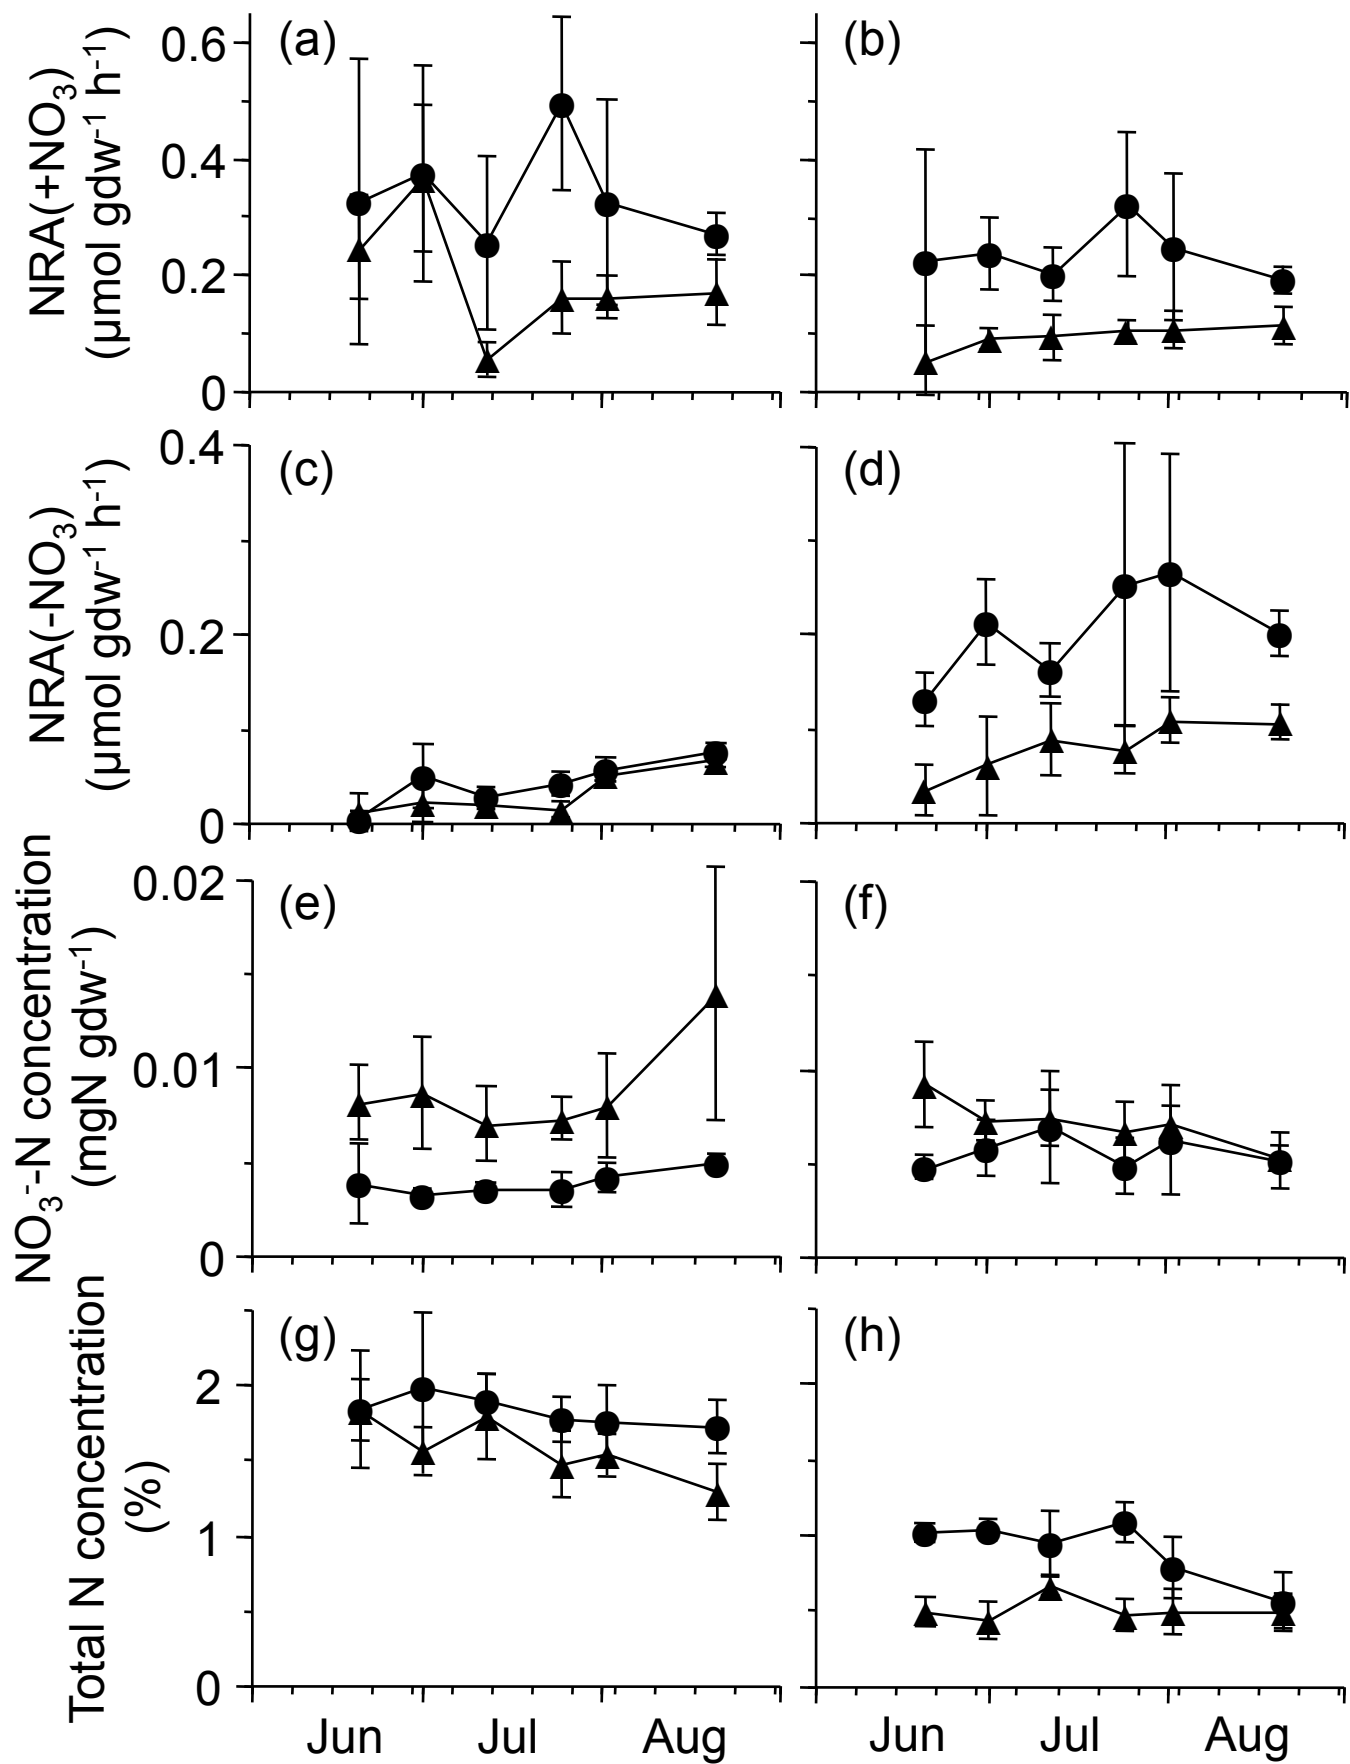 NRA(+NO₃)
(µmol gdw⁻¹ h⁻¹)
0.6
0.4
0.2
0
(a)
(b)
NRA(-NO₃)
(µmol gdw⁻¹ h⁻¹)
0.4
0.2
0
(c)
(d)
NO₃⁻-N concentration
(mgN gdw⁻¹)
0.02
0.01
0
(e)
(f)
Total N concentration
(%)
2
1
0
(g)
(h)
Jun Jul Aug Jun Jul Aug